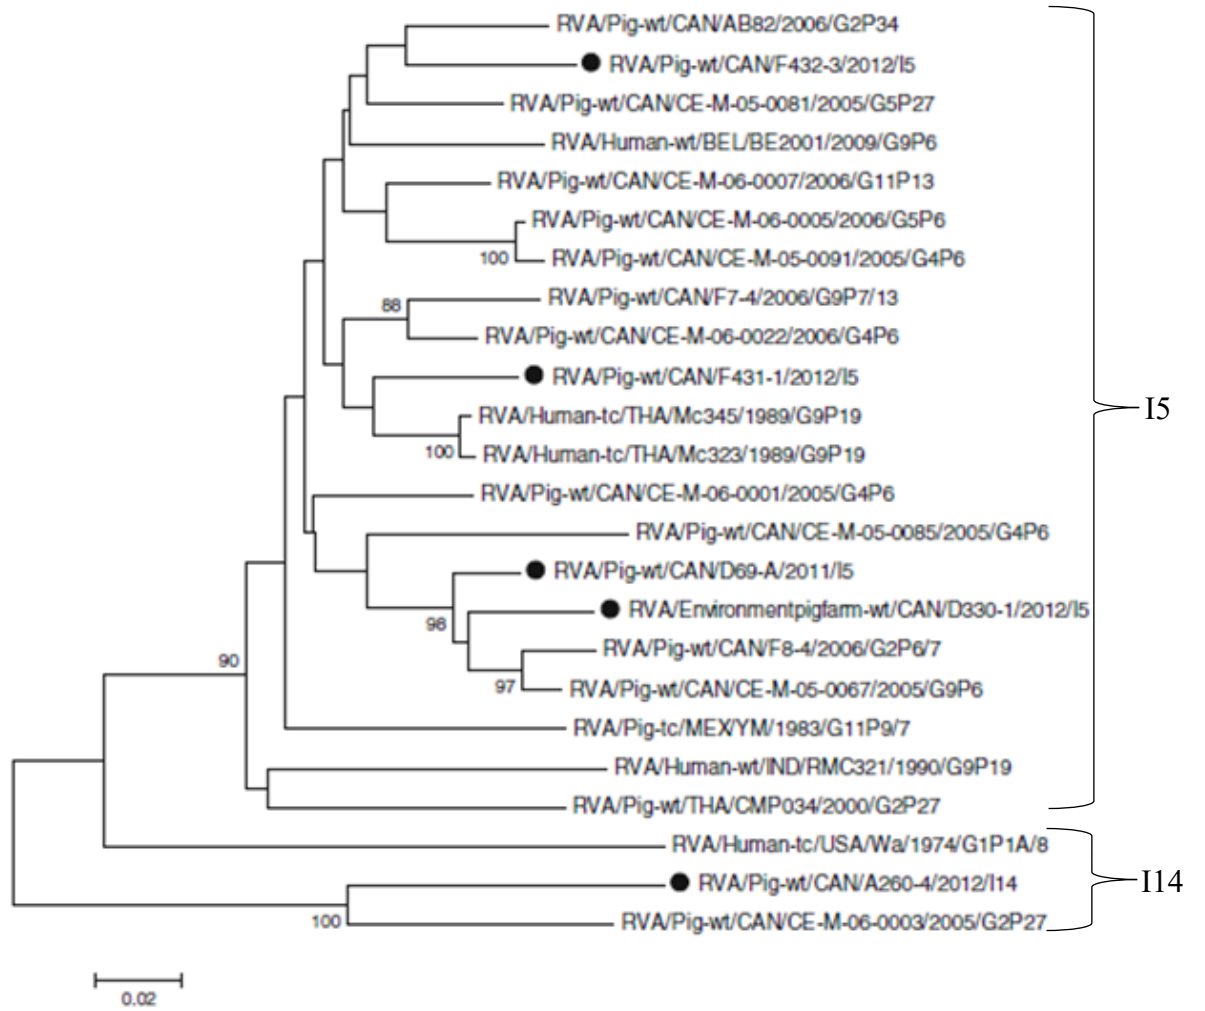 RVA/Pig-wt/CAN/AB82/2006/G2P34
RVA/Pig-wt/CAN/F432-3/2012/I5
RVA/Pig-wt/CAN/CE-M-05-0081/2005/G5P27
RVA/Human-wt/BEL/BE2001/2009/G9P6
RVA/Pig-wt/CAN/CE-M-06-0007/2006/G11P13
RVA/Pig-wt/CAN/CE-M-06-0005/2006/G5P6
100
RVA/Pig-wt/CAN/CE-M-05-0091/2005/G4P6
88
RVA/Pig-wt/CAN/F7-4/2006/G9P7/13
RVA/Pig-wt/CAN/CE-M-06-0022/2006/G4P6
RVA/Pig-wt/CAN/F431-1/2012/I5
I5
RVA/Human-tc/THA/Mc345/1989/G9P19
100
RVA/Human-tc/THA/Mc323/1989/G9P19
RVA/Pig-wt/CAN/CE-M-06-0001/2005/G4P6
RVA/Pig-wt/CAN/CE-M-05-0085/2005/G4P6
RVA/Pig-wt/CAN/D69-A/2011/I5
RVA/Environmentpigfarm-wt/CAN/D330-1/2012/I5
98
RVA/Pig-wt/CAN/F8-4/2006/G2P6/7
90
97
RVA/Pig-wt/CAN/CE-M-05-0067/2005/G9P6
RVA/Pig-tc/MEX/YM/1983/G11P9/7
RVA/Human-wt/IND/RMC321/1990/G9P19
RVA/Pig-wt/THA/CMP034/2000/G2P27
RVA/Human-tc/USA/Wa/1974/G1P1A/8
RVA/Pig-wt/CAN/A260-4/2012/I14
I14
100
RVA/Pig-wt/CAN/CE-M-06-0003/2005/G2P27
0.02